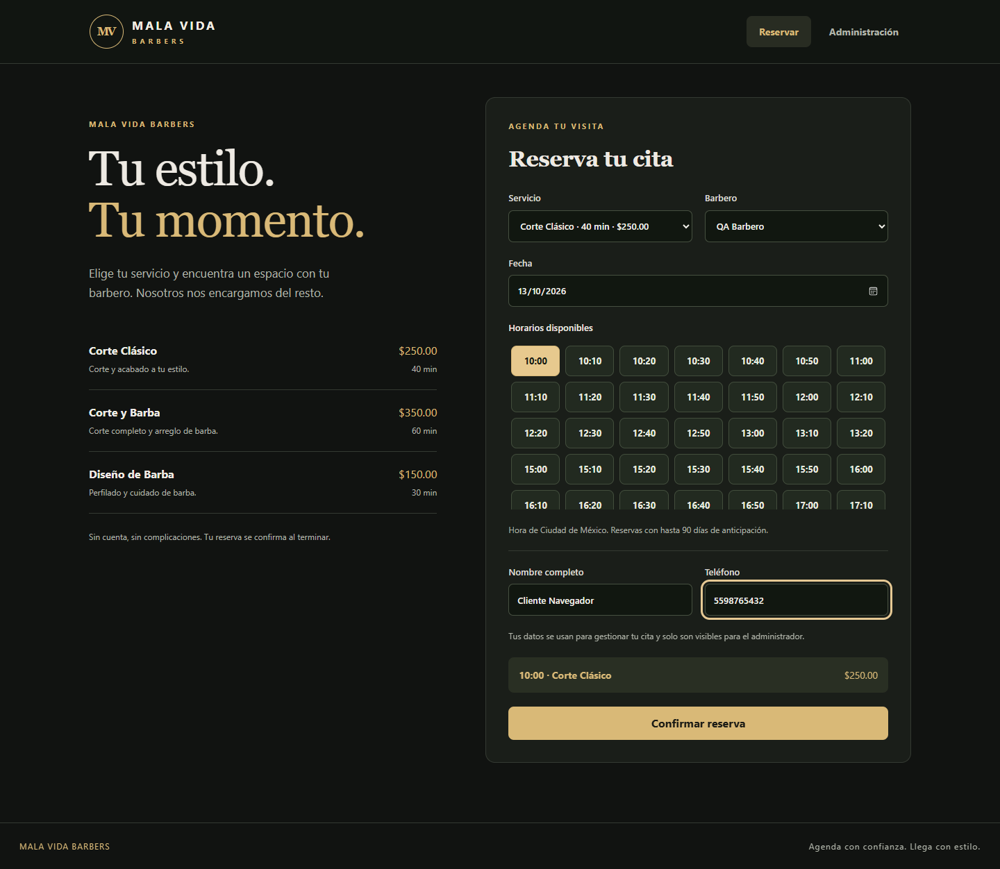 MV
MALA VIDA
BARBERS
Reservar
Administración
MALA VIDA BARBERS
Tu estilo.
Tu momento.
Elige tu servicio y encuentra un espacio con tu
barbero. Nosotros nos encargamos del resto.
Corte Clásico $250.00
Corte y acabado a tu estilo. 40 min
Corte y Barba $350.00
Corte completo y arreglo de barba. 60 min
Diseño de Barba $150.00
Perfilado y cuidado de barba. 30 min
Sin cuenta, sin complicaciones. Tu reserva se confirma al terminar.
AGENDA TU VISITA
Reserva tu cita
Servicio Barbero
Corte Clásico · 40 min · $250.00 QA Barbero
Fecha
13/10/2026
Horarios disponibles
10:00 10:10 10:20 10:30 10:40 10:50 11:00
11:10 11:20 11:30 11:40 11:50 12:00 12:10
12:20 12:30 12:40 12:50 13:00 13:10 13:20
15:00 15:10 15:20 15:30 15:40 15:50 16:00
16:10 16:20 16:30 16:40 16:50 17:00 17:10
Hora de Ciudad de México. Reservas con hasta 90 días de anticipación.
Nombre completo Teléfono
Cliente Navegador 5598765432
Tus datos se usan para gestionar tu cita y solo son visibles para el administrador.
10:00 · Corte Clásico $250.00
Confirmar reserva
MALA VIDA BARBERS
Agenda con confianza. Llega con estilo.